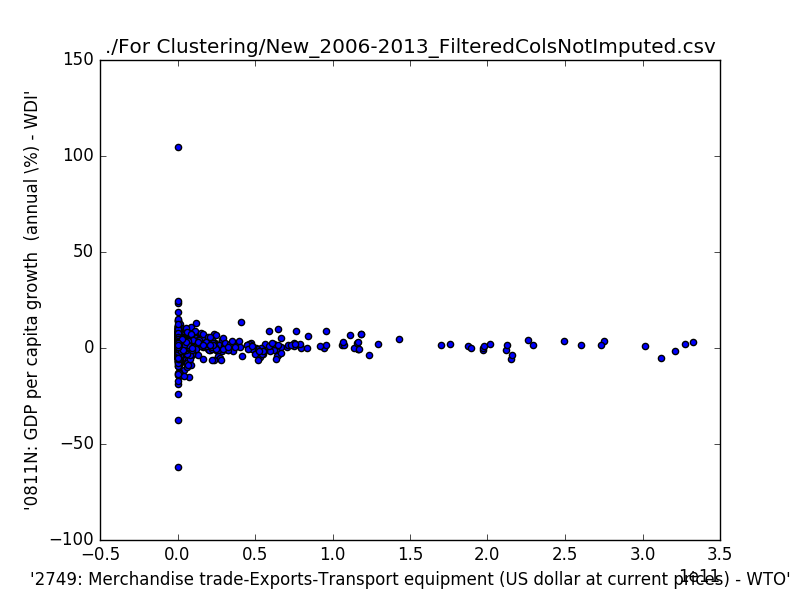 ./For Clustering/New_2006-2013_FilteredColsNotImputed.csv
150
100
50
0
−50
−100
−0.5 0.0 0.5 1.0 1.5 2.0 2.5 3.0 3.5
1e11
'0811N: GDP per capita growth  (annual \%) - WDI'
'2749: Merchandise trade-Exports-Transport equipment (US dollar at current prices) - WTO'